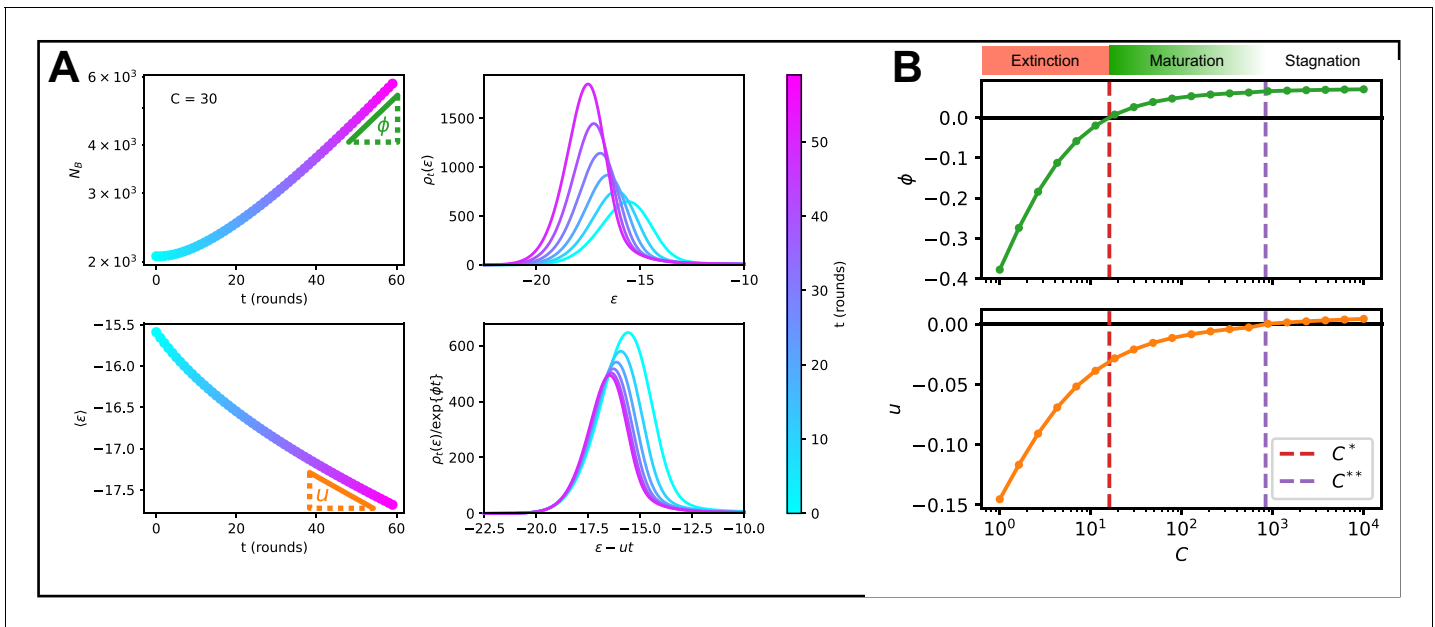 A
6 × 10³
4 × 10³
3 × 10³
2 × 10³
N_B
C = 30
ϕ
0 20 40 60
t (rounds)
1500
1000
500
0
ρ_t(ε)
−20 −15 −10
ε
−15.5
−16.0
−16.5
−17.0
−17.5
⟨ε⟩
u
0 20 40 60
t (rounds)
600
400
200
0
ρ_t(ε)/exp{ϕt}
−22.5 −20.0 −17.5 −15.0 −12.5 −10.0
ε − ut
50
40
30
20
10
0
t (rounds)
B
Extinction Maturation Stagnation
0.0
−0.1
−0.2
−0.3
−0.4
ϕ
0.00
−0.05
−0.10
−0.15
u
C*
C**
10⁰ 10¹ 10² 10³ 10⁴
C